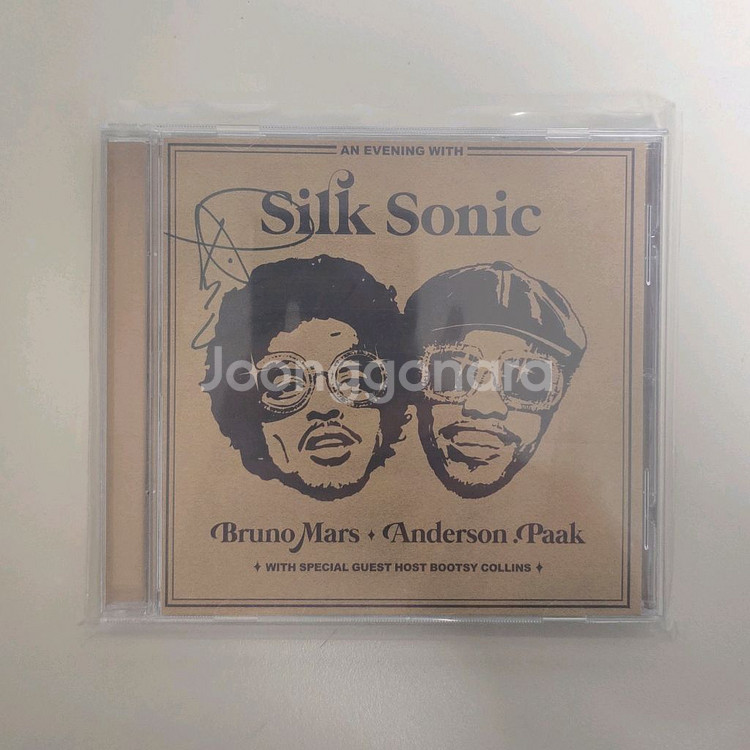 AN EVENING WITH
Silk Sonic
Joonggonara
Bruno Mars ✦ Anderson .Paak
✦ WITH SPECIAL GUEST HOST BOOTSY COLLINS ✦